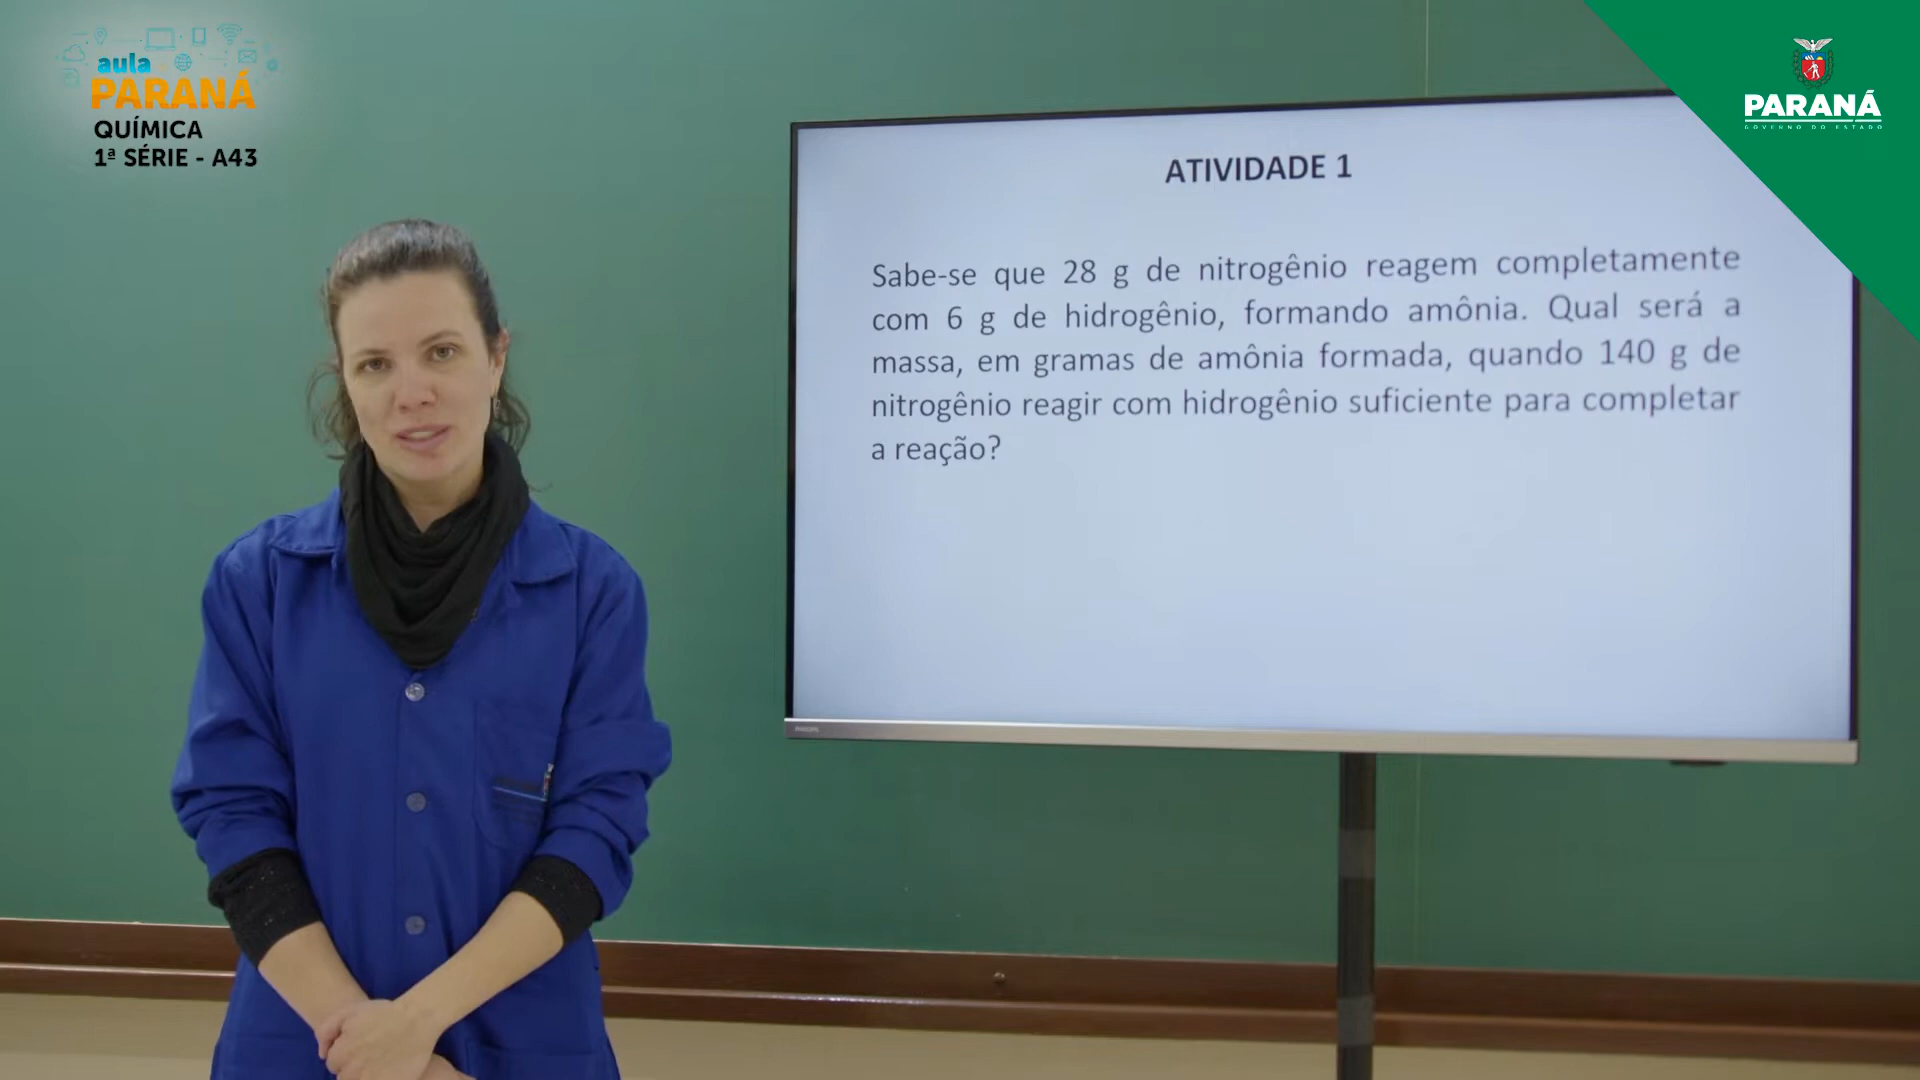 aula
PARANÁ
QUÍMICA
1ª SÉRIE - A43
PARANÁ
GOVERNO DO ESTADO
ATIVIDADE 1
Sabe-se que 28 g de nitrogênio reagem completamente
com 6 g de hidrogênio, formando amônia. Qual será a
massa, em gramas de amônia formada, quando 140 g de
nitrogênio reagir com hidrogênio suficiente para completar
a reação?
PHILIPS